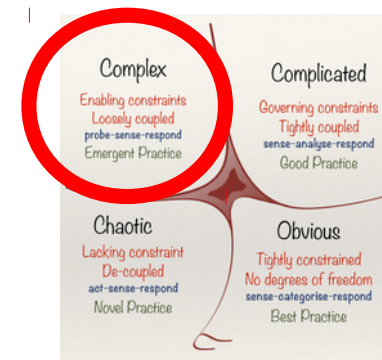 Complex
Enabling constraints
Loosely coupled
probe-sense-respond
Emergent Practice
Complicated
Governing constraints
Tightly coupled
sense-analyse-respond
Good Practice
Chaotic
Lacking constraint
De-coupled
act-sense-respond
Novel Practice
Obvious
Tightly constrained
No degrees of freedom
sense-categorise-respond
Best Practice